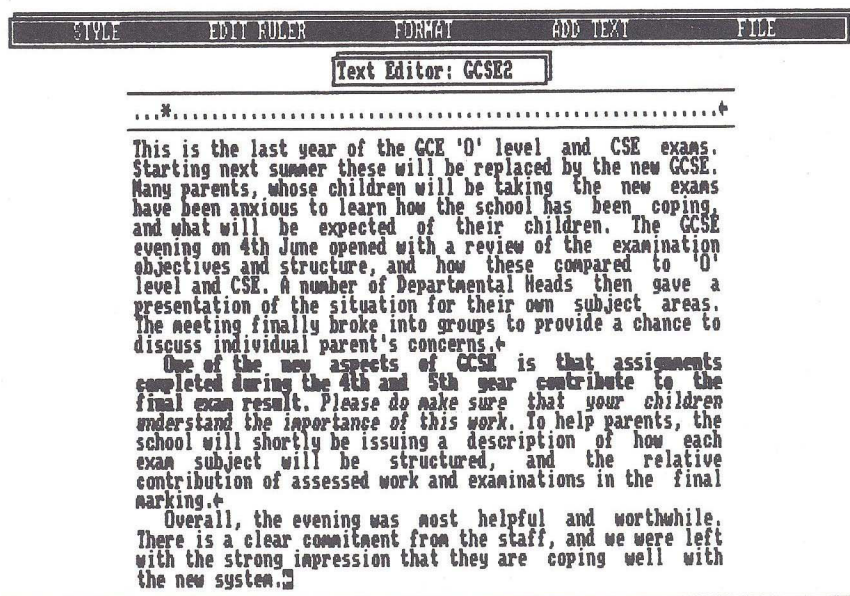 STYLE EDIT RULER FORMAT ADD TEXT FILE
Text Editor: GCSE2
...*......................................................←
This is the last year of the GCE 'O' level and CSE exams.
Starting next summer these will be replaced by the new GCSE.
Many parents, whose children will be taking the new exams
have been anxious to learn how the school has been coping,
and what will be expected of their children. The GCSE
evening on 4th June opened with a review of the examination
objectives and structure, and how these compared to 'O'
level and CSE. A number of Departmental Heads then gave a
presentation of the situation for their own subject areas.
The meeting finally broke into groups to provide a chance to
discuss individual parent's concerns.←
One of the new aspects of GCSE is that assignments
completed during the 4th and 5th year contribute to the
final exam result. Please do make sure that your children
understand the importance of this work. To help parents, the
school will shortly be issuing a description of how each
exam subject will be structured, and the relative
contribution of assessed work and examinations in the final
marking.←
Overall, the evening was most helpful and worthwhile.
There is a clear commitment from the staff, and we were left
with the strong impression that they are coping well with
the new system.